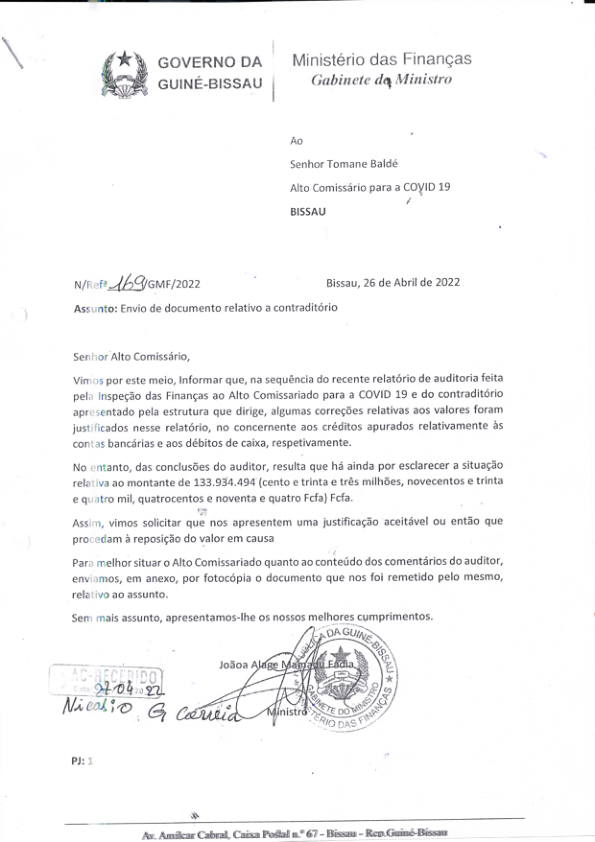 GOVERNO DA
GUINÉ-BISSAU
Ministério das Finanças
Gabinete do Ministro
Ao
Senhor Tomane Baldé
Alto Comissário para a COVID 19
BISSAU
N/Refª 169/GMF/2022
Bissau, 26 de Abril de 2022
Assunto: Envio de documento relativo a contraditório
Senhor Alto Comissário,
Vimos por este meio, Informar que, na sequência do recente relatório de auditoria feita
pela Inspeção das Finanças ao Alto Comissariado para a COVID 19 e do contraditório
apresentado pela estrutura que dirige, algumas correções relativas aos valores foram
justificados nesse relatório, no concernente aos créditos apurados relativamente às
contas bancárias e aos débitos de caixa, respetivamente.
No entanto, das conclusões do auditor, resulta que há ainda por esclarecer a situação
relativa ao montante de 133.934.494 (cento e trinta e três milhões, novecentos e trinta
e quatro mil, quatrocentos e noventa e quatro Fcfa) Fcfa.
Assim, vimos solicitar que nos apresentem uma justificação aceitável ou então que
procedam à reposição do valor em causa
Para melhor situar o Alto Comissariado quanto ao conteúdo dos comentários do auditor,
enviamos, em anexo, por fotocópia o documento que nos foi remetido pelo mesmo,
relativo ao assunto.
Sem mais assunto, apresentamos-lhe os nossos melhores cumprimentos.
Joãoa Alage Mamadu Fadia
Ministro
REPÚBLICA DA GUINÉ-BISSAU
GABINETE DO MINISTRO
MINISTÉRIO DAS FINANÇAS
AC-RECEBIDO
27 04 22
Nicasio G Correia
PJ: 1
Av. Amilcar Cabral, Caixa Postal n.º 67 - Bissau - Rep.Guiné-Bissau